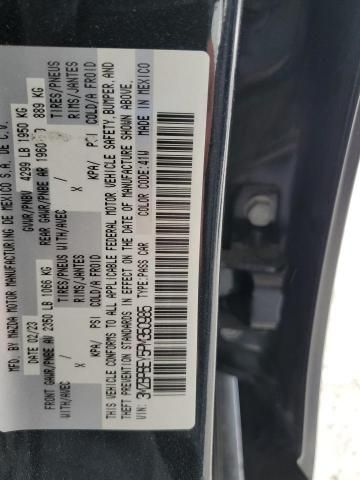 MFD. BY MAZDA MOTOR MANUFACTURING DE MEXICO S.A. DE C.V.
DATE: 02/23 GVWR/PNBV 4299 LB 1950 KG
FRONT GAWR/PNBE AV 2350 LB 1066 KG REAR GAWR/PNBE AR 1960 889 KG
TIRES/PNEUS TIRES/PNEUS
WITH/AVEC RIMS/JANTES WITH/AVEC RIMS/JANTES
X X
KPA/ PSI COLD/A FROID KPA/ PSI COLD/A FROID
THIS VEHICLE CONFORMS TO ALL APPLICABLE FEDERAL MOTOR VEHICLE SAFETY, BUMPER, AND
THEFT PREVENTION STANDARDS IN EFFECT ON THE DATE OF MANUFACTURE SHOWN ABOVE.
VIN: TYPE:PASS CAR COLOR CODE:41W MADE IN MEXICO